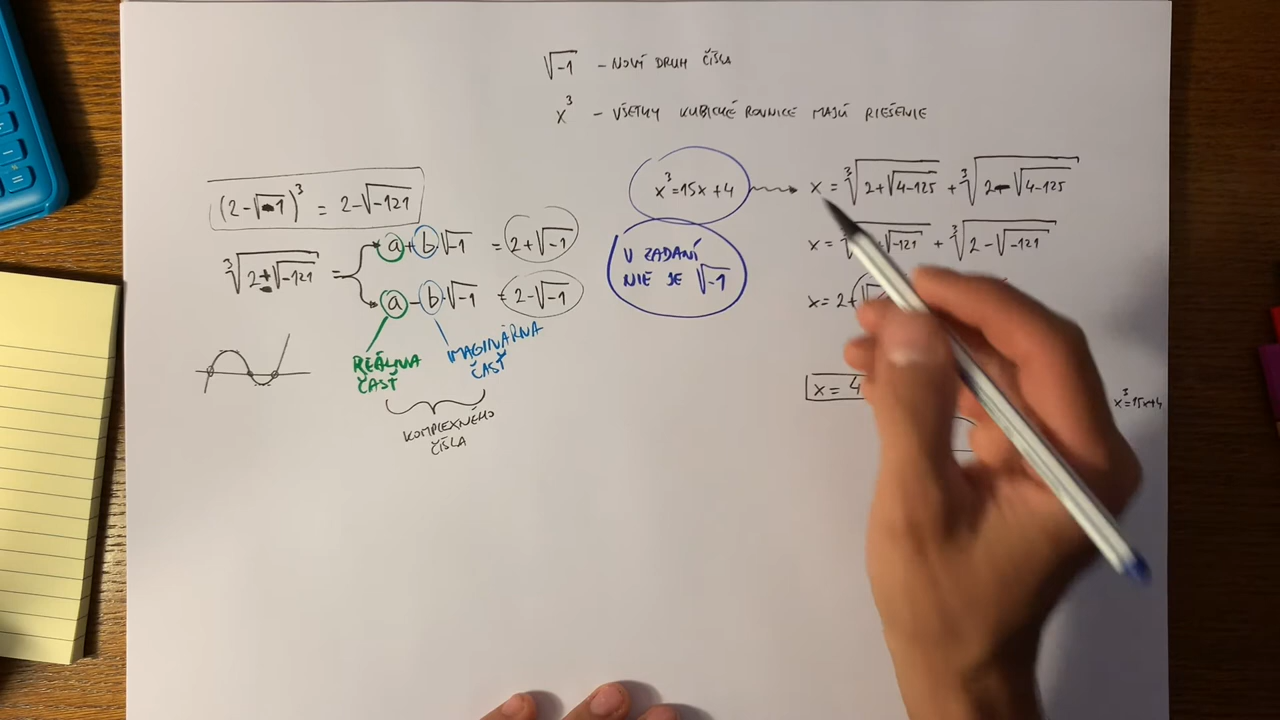 √-1 - NOVÍ DRUH ČÍSLA
x³ - VŠETKY KUBICKÉ ROVNICE MAJÚ RIEŠENIE
(2-√-1)³ = 2-√-121
∛(2+√-121) =
a+b√-1 = 2+√-1
a-b·√-1 = 2-√-1
REÁLNA ČASŤ
IMAGINÁRNA ČASŤ
KOMPLEXNÉHO
ČÍSLA
x³=15x+4
V ZADANÍ
NIE JE √-1
x = ∛(2+√(4-125)) + ∛(2-√(4-125))
x = √-121 + ∛(2-√-121)
x = 2+
x = 4
x³=15x+4
=